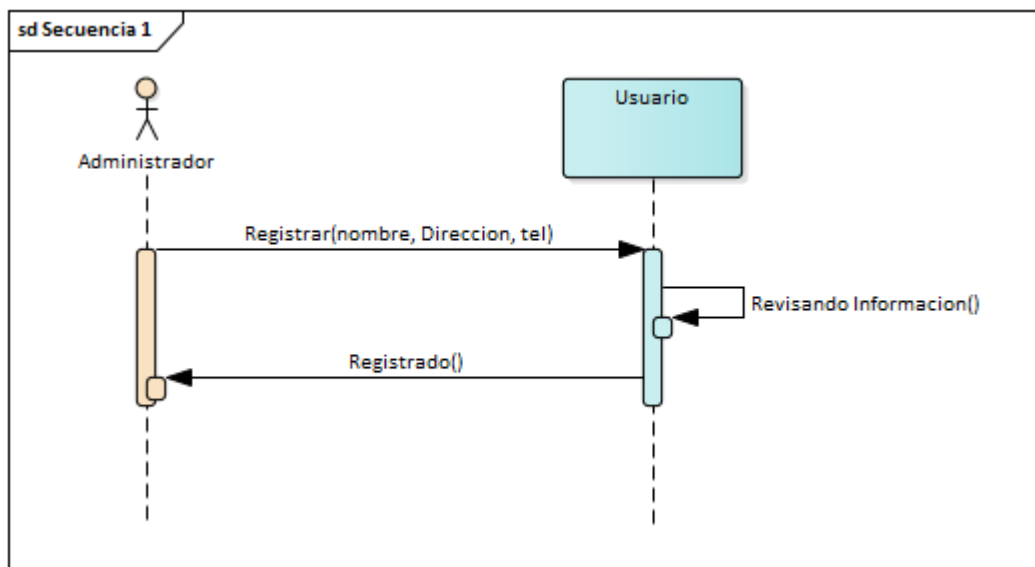 sd Secuencia 1
Usuario
Administrador
Registrar(nombre, Direccion, tel)
Revisando Informacion()
Registrado()